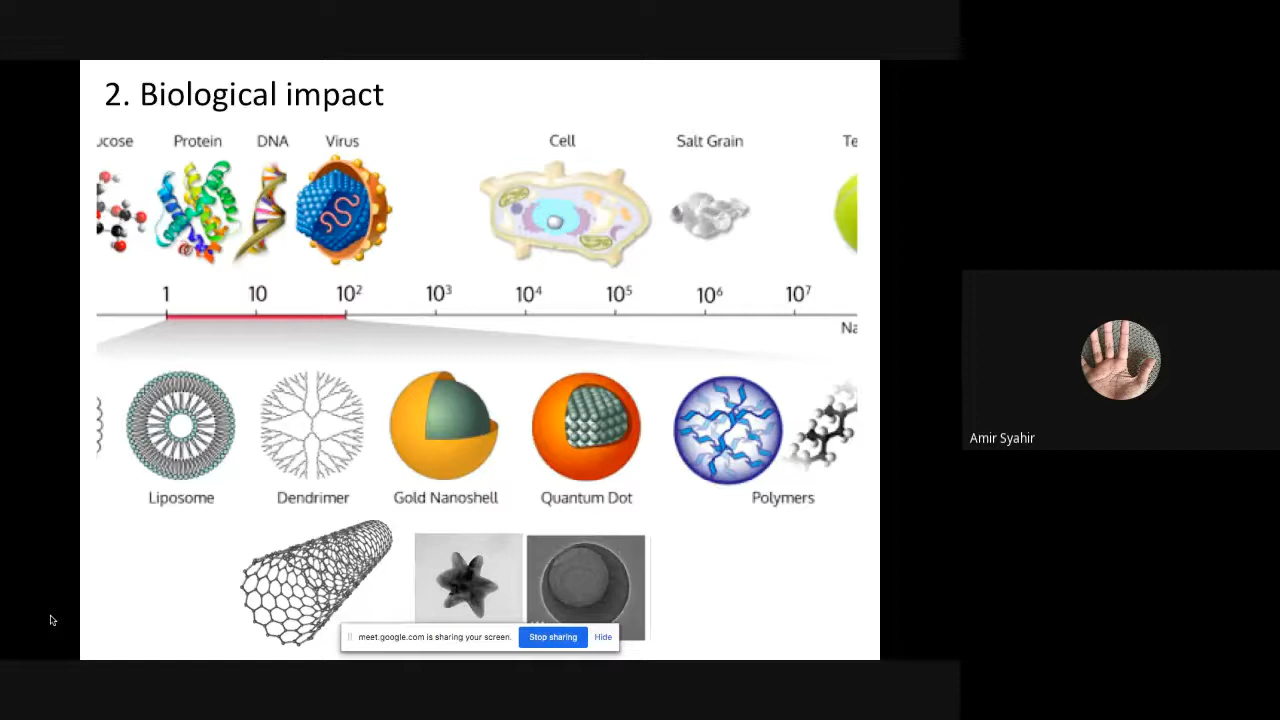 2. Biological impact
ucose Protein DNA Virus Cell Salt Grain Te
1 10 10² 10³ 10⁴ 10⁵ 10⁶ 10⁷
Na
Liposome Dendrimer Gold Nanoshell Quantum Dot Polymers
meet.google.com is sharing your screen. Stop sharing Hide
Amir Syahir